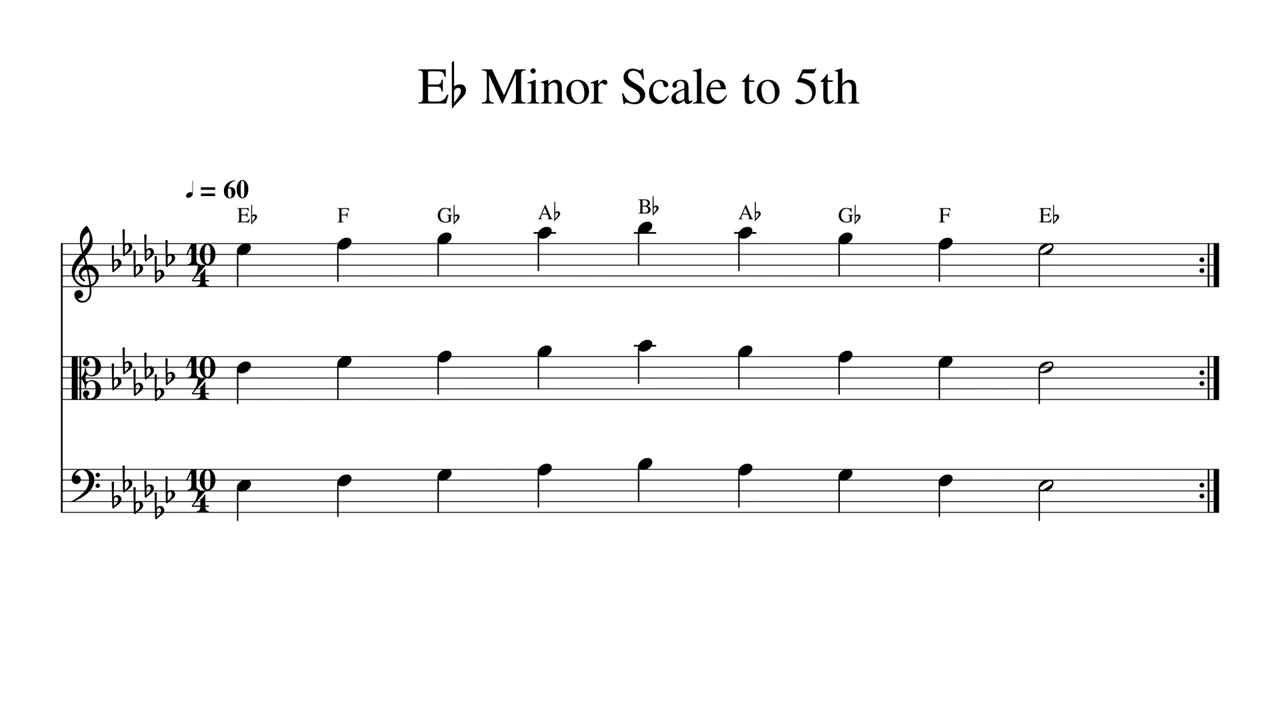 E♭ Minor Scale to 5th
♩ = 60
E♭ F G♭ A♭ B♭ A♭ G♭ F E♭
10
4
10
4
10
4